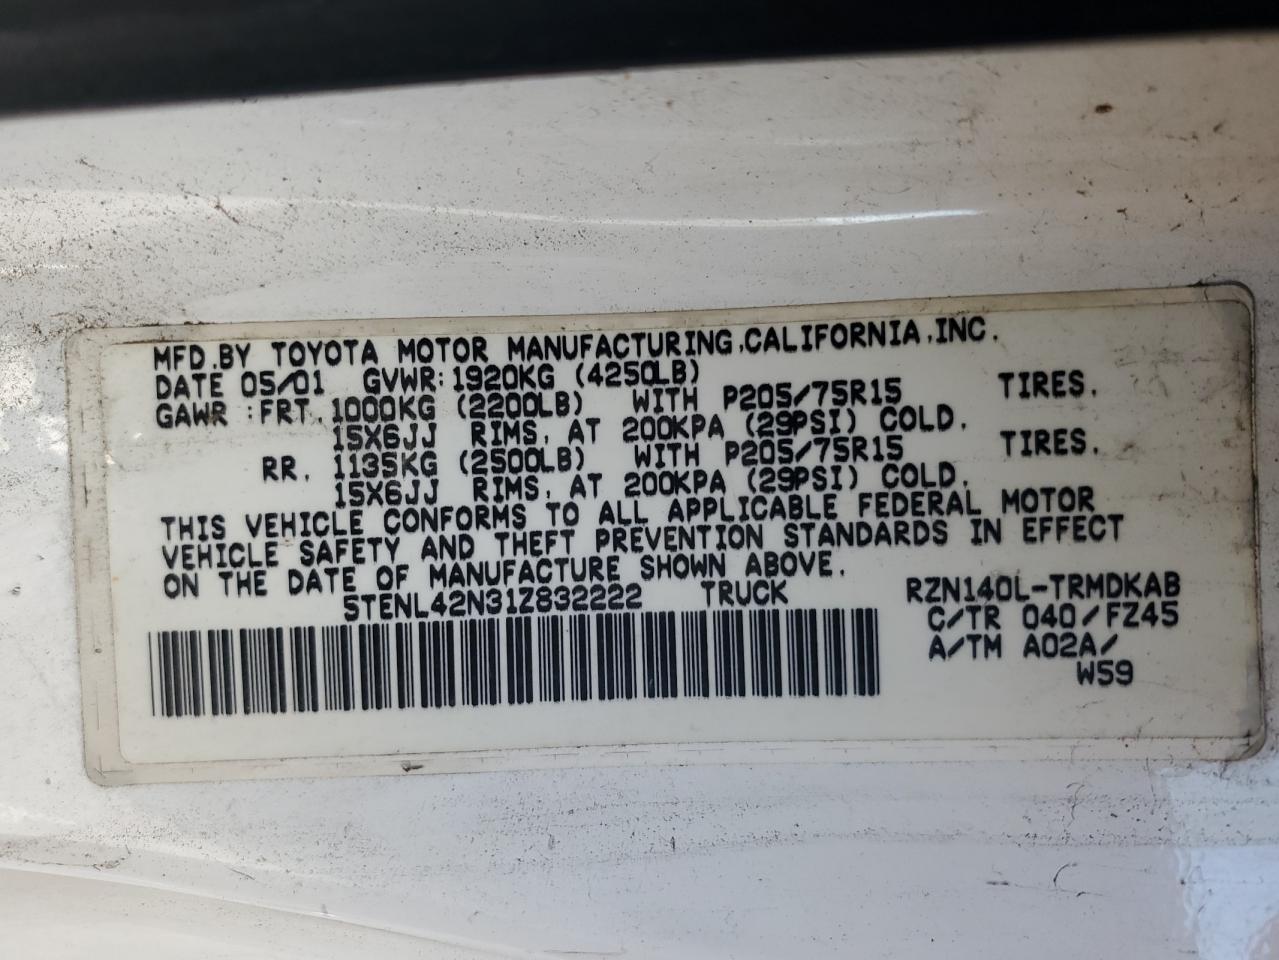 MFD.BY TOYOTA MOTOR MANUFACTURING,CALIFORNIA,INC.
DATE 05/01 GVWR:1920KG (4250LB)
GAWR :FRT. 1000KG (2200LB) WITH P205/75R15 TIRES.
15X6JJ RIMS, AT 200KPA (29PSI) COLD.
RR. 1135KG (2500LB) WITH P205/75R15 TIRES.
15X6JJ RIMS, AT 200KPA (29PSI) COLD.
THIS VEHICLE CONFORMS TO ALL APPLICABLE FEDERAL MOTOR
VEHICLE SAFETY AND THEFT PREVENTION STANDARDS IN EFFECT
ON THE DATE OF MANUFACTURE SHOWN ABOVE.
5TENL42N31Z832222 TRUCK RZN140L-TRMDKAB
C/TR 040/FZ45
A/TM A02A/
W59